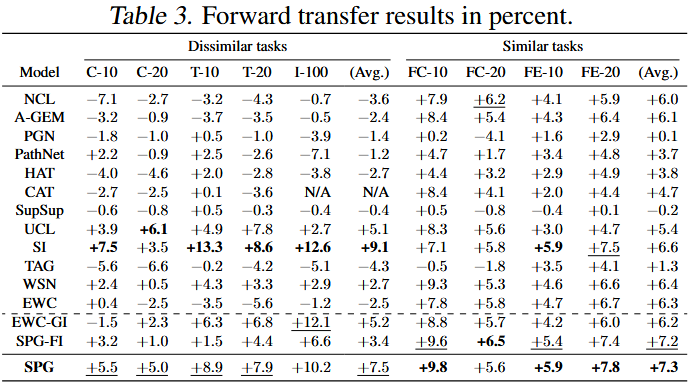 Table 3. Forward transfer results in percent.
Dissimilar tasks Similar tasks
Model C-10 C-20 T-10 T-20 I-100 (Avg.) FC-10 FC-20 FE-10 FE-20 (Avg.)
NCL −7.1 −2.7 −3.2 −4.3 −0.7 −3.6 +7.9 +6.2 +4.1 +5.9 +6.0
A-GEM −3.2 −0.9 −3.7 −3.5 −0.5 −2.4 +8.4 +5.4 +4.3 +6.4 +6.1
PGN −1.8 −1.0 +0.5 −1.0 −3.9 −1.4 +0.2 −4.1 +1.6 +2.9 +0.1
PathNet +2.2 −0.9 +2.5 −2.6 −7.1 −1.2 +4.7 +1.7 +3.4 +4.8 +3.7
HAT −4.0 −4.6 +2.0 −2.8 −3.8 −2.7 +4.4 +3.2 +2.9 +4.9 +3.8
CAT −2.7 −2.5 +0.1 −3.6 N/A N/A +8.4 +4.1 +2.0 +4.4 +4.7
SupSup −0.6 −0.8 +0.5 −0.3 −0.4 −0.4 +0.5 −0.8 −0.4 +0.1 −0.2
UCL +3.9 +6.1 +4.9 +7.8 +2.7 +5.1 +8.3 +5.6 +3.0 +4.7 +5.4
SI +7.5 +3.5 +13.3 +8.6 +12.6 +9.1 +7.1 +5.8 +5.9 +7.5 +6.6
TAG −5.6 −6.6 −0.2 −4.2 −5.1 −4.3 −0.5 −1.8 +3.5 +4.1 +1.3
WSN +2.4 +0.5 +4.3 +3.3 +2.9 +2.7 +9.3 +5.3 +4.6 +6.6 +6.4
EWC +0.4 −2.5 −3.5 −5.6 −1.2 −2.5 +7.8 +5.8 +4.7 +6.7 +6.3
EWC-GI −1.5 +2.3 +6.3 +6.8 +12.1 +5.2 +8.8 +5.7 +4.2 +6.0 +6.2
SPG-FI +3.2 +1.0 +1.5 +4.4 +6.6 +3.4 +9.6 +6.5 +5.4 +7.4 +7.2
SPG +5.5 +5.0 +8.9 +7.9 +10.2 +7.5 +9.8 +5.6 +5.9 +7.8 +7.3